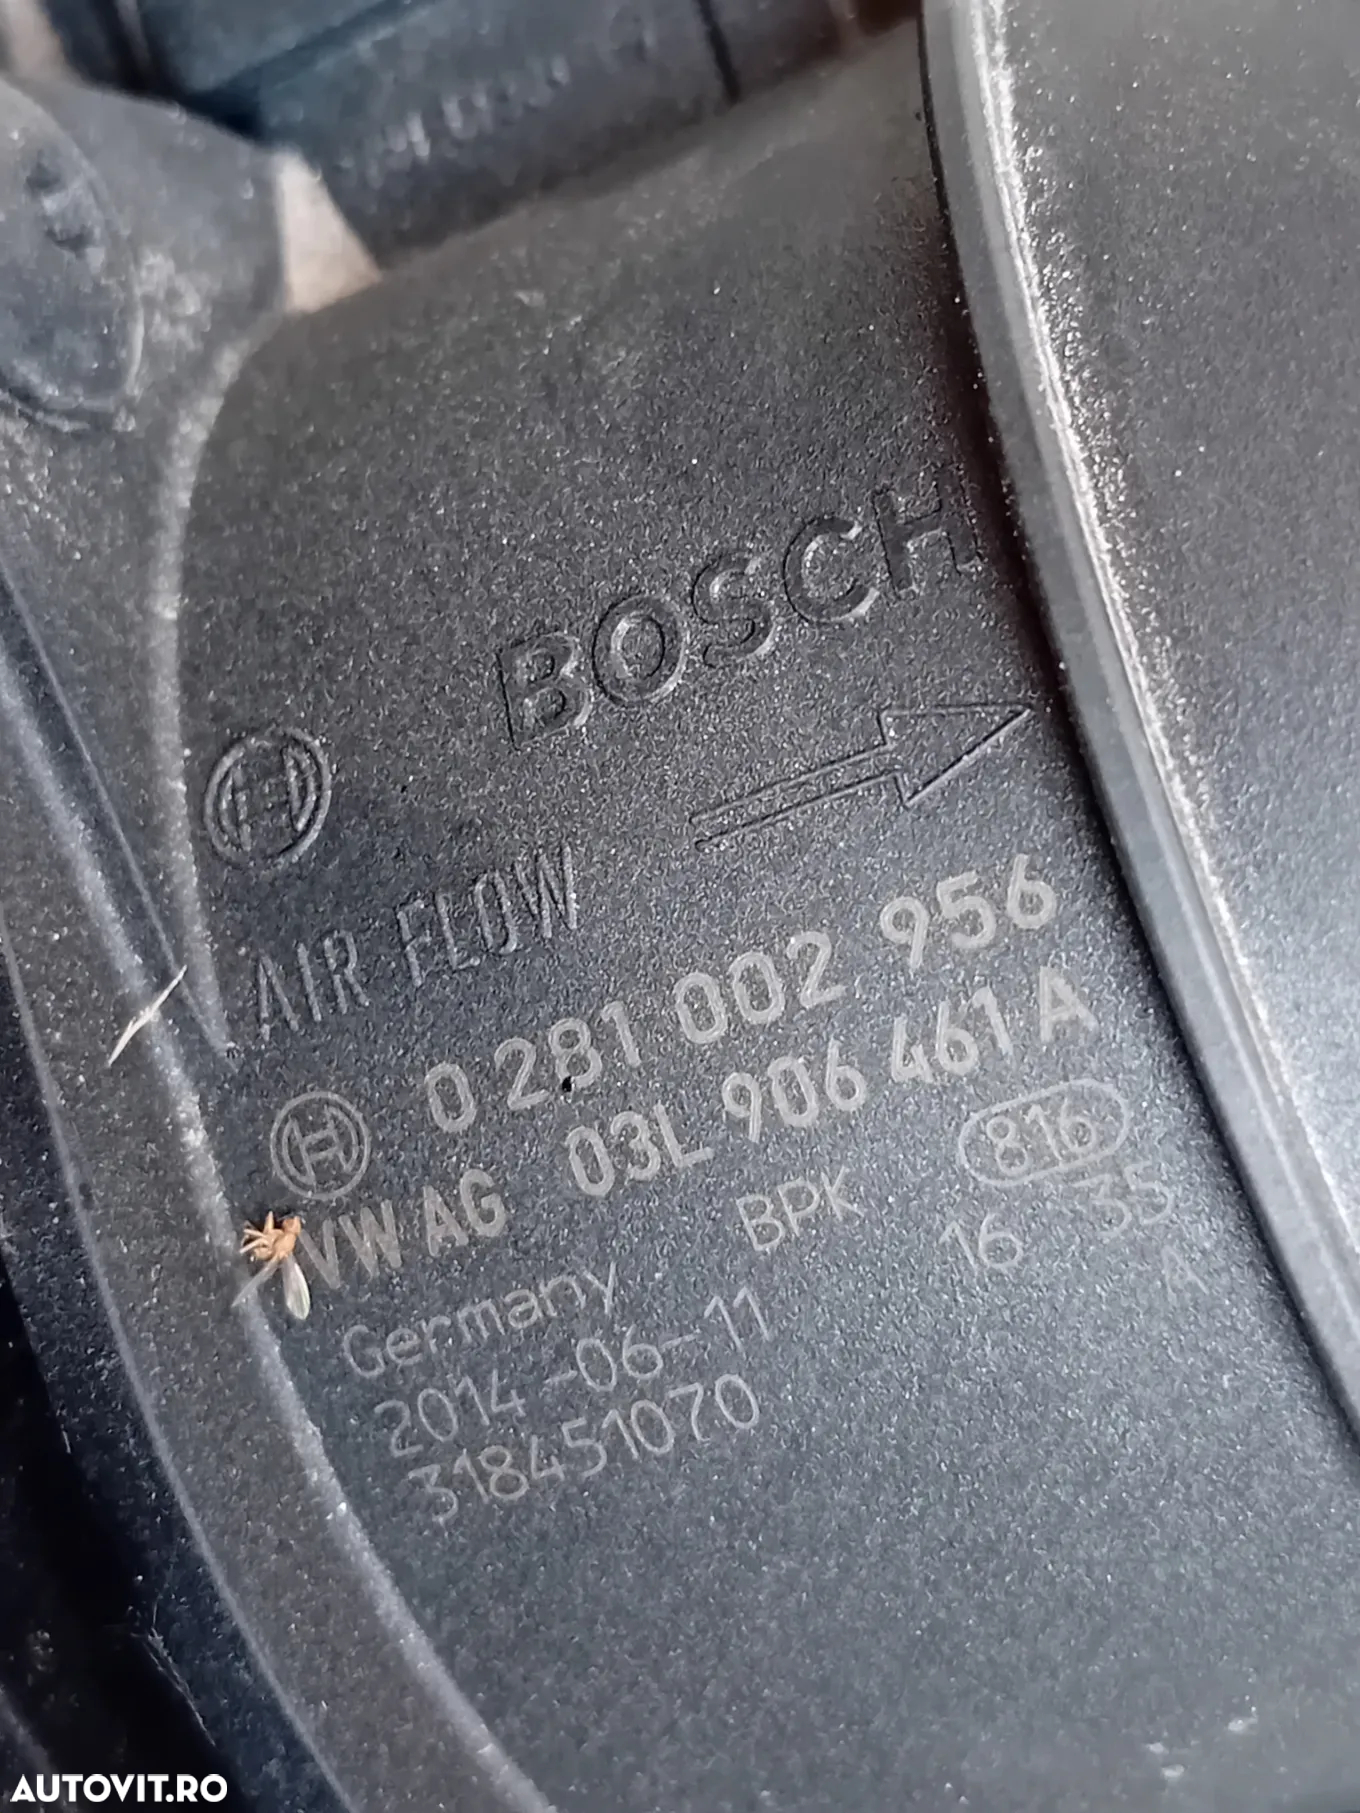 BOSCH
AIR FLOW
0 281 002 956
VW AG 03L 906 461 A
Germany BPK 816
2014-06-11 16 35
318451070 A
AUTOVIT.RO